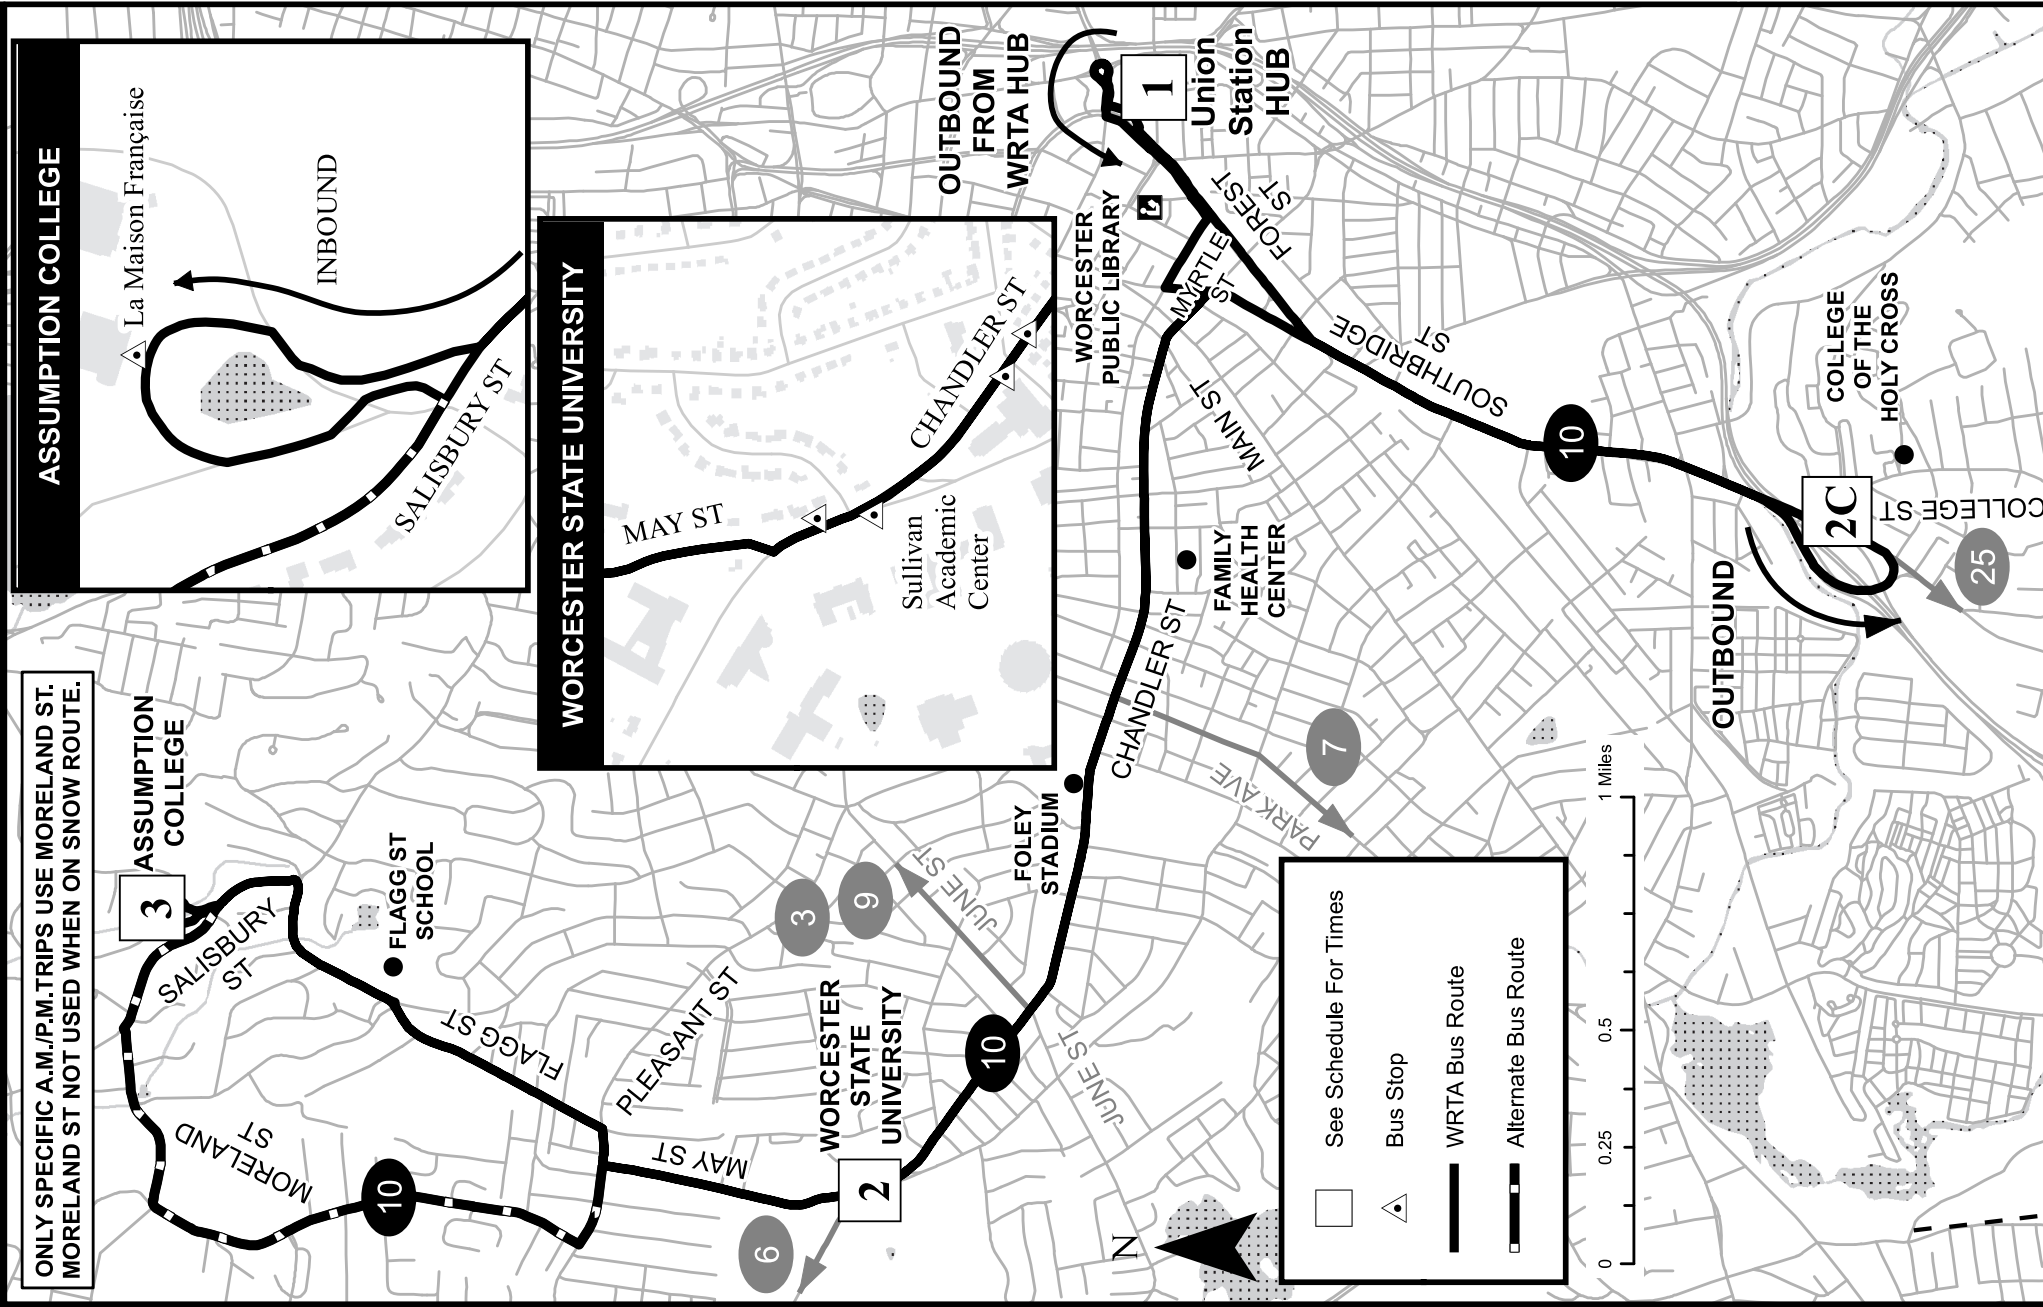 ONLY SPECIFIC A.M./P.M.TRIPS USE MORELAND ST.
MORELAND ST NOT USED WHEN ON SNOW ROUTE.
ASSUMPTION COLLEGE
La Maison Française
INBOUND
SALISBURY ST
WORCESTER STATE UNIVERSITY
MAY ST
CHANDLER ST
Sullivan
Academic
Center
3
ASSUMPTION
COLLEGE
SALISBURY
ST
FLAGG ST
SCHOOL
FLAGG ST
MORELAND
ST
10
PLEASANT ST
MAY ST
6
2
WORCESTER
STATE
UNIVERSITY
3
9
JUNE ST
10
JUNE ST
FOLEY
STADIUM
CHANDLER ST
PARK AVE
7
FAMILY
HEALTH
CENTER
MAIN ST
WORCESTER
PUBLIC LIBRARY
MYRTLE
ST
FOREST
ST
OUTBOUND
FROM
WRTA HUB
1
Union
Station
HUB
SOUTHBRIDGE
ST
10
COLLEGE
OF THE
HOLY CROSS
2C
COLLEGE ST
25
OUTBOUND
N
See Schedule For Times
Bus Stop
WRTA Bus Route
Alternate Bus Route
0
0.25
0.5
1 Miles